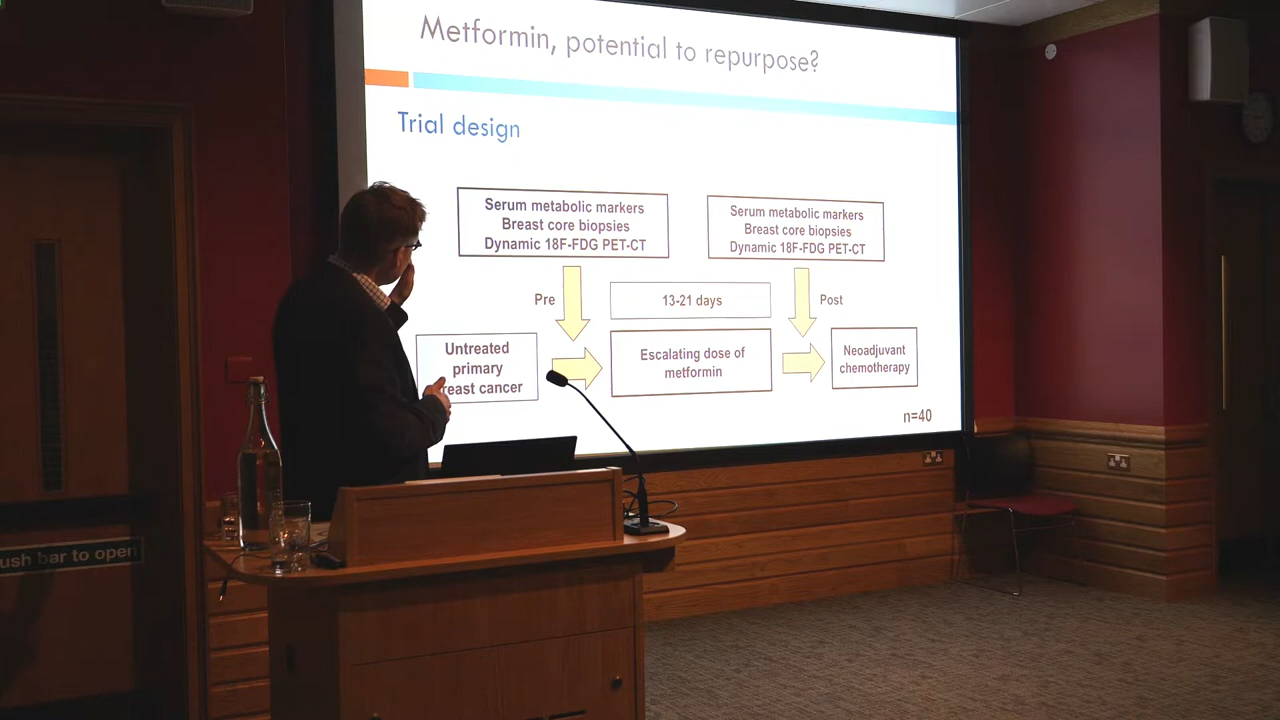 Metformin, potential to repurpose?
Trial design
Serum metabolic markers
Breast core biopsies
Dynamic 18F-FDG PET-CT
Serum metabolic markers
Breast core biopsies
Dynamic 18F-FDG PET-CT
Pre
13-21 days
Post
Untreated
primary
reast cancer
Escalating dose of
metformin
Neoadjuvant
chemotherapy
n=40
ush bar to open